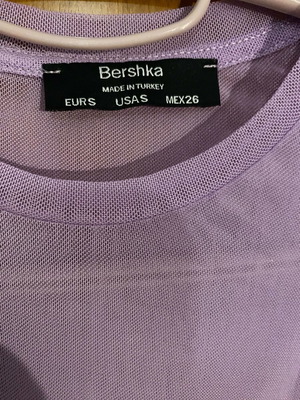 Bershka
MADE IN TURKEY
EUR S USA S MEX 26